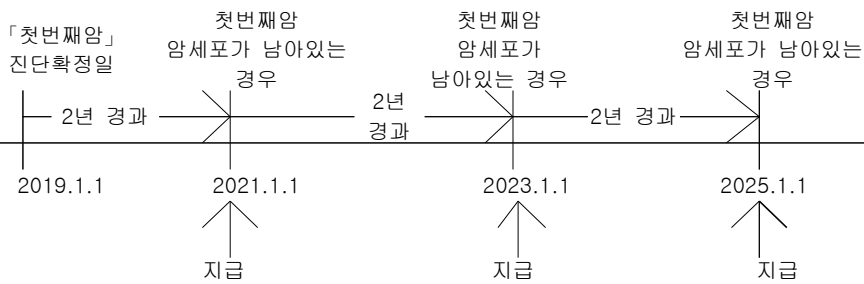 「첫번째암」
진단확정일
첫번째암
암세포가 남아있는
경우
첫번째암
암세포가
남아있는 경우
첫번째암
암세포가 남아있는
경우
2년 경과
2년
경과
2년 경과
2019.1.1
2021.1.1
2023.1.1
2025.1.1
지급
지급
지급